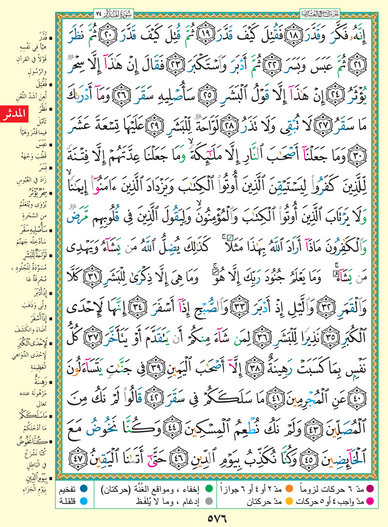 سُورَةُ المُدَّثِّر ٧٤
إِنَّهُۥ فَكَّرَ وَقَدَّرَ ﴿١٨﴾ فَقُتِلَ كَيْفَ قَدَّرَ ﴿١٩﴾ ثُمَّ قُتِلَ كَيْفَ قَدَّرَ ﴿٢٠﴾ ثُمَّ نَظَرَ
﴿٢١﴾ ثُمَّ عَبَسَ وَبَسَرَ ﴿٢٢﴾ ثُمَّ أَدْبَرَ وَٱسْتَكْبَرَ ﴿٢٣﴾ فَقَالَ إِنْ هَٰذَآ إِلَّا سِحْرٌ
يُؤْثَرُ ﴿٢٤﴾ إِنْ هَٰذَآ إِلَّا قَوْلُ ٱلْبَشَرِ ﴿٢٥﴾ سَأُصْلِيهِ سَقَرَ ﴿٢٦﴾ وَمَآ أَدْرَىٰكَ
مَا سَقَرُ ﴿٢٧﴾ لَا تُبْقِى وَلَا تَذَرُ ﴿٢٨﴾ لَوَّاحَةٌ لِّلْبَشَرِ ﴿٢٩﴾ عَلَيْهَا تِسْعَةَ عَشَرَ
﴿٣٠﴾ وَمَا جَعَلْنَآ أَصْحَٰبَ ٱلنَّارِ إِلَّا مَلَٰٓئِكَةً ۙ وَمَا جَعَلْنَا عِدَّتَهُمْ إِلَّا فِتْنَةً
لِّلَّذِينَ كَفَرُوا۟ لِيَسْتَيْقِنَ ٱلَّذِينَ أُوتُوا۟ ٱلْكِتَٰبَ وَيَزْدَادَ ٱلَّذِينَ ءَامَنُوٓا۟ إِيمَٰنًا ۙ
وَلَا يَرْتَابَ ٱلَّذِينَ أُوتُوا۟ ٱلْكِتَٰبَ وَٱلْمُؤْمِنُونَ ۙ وَلِيَقُولَ ٱلَّذِينَ فِى قُلُوبِهِم مَّرَضٌ
وَٱلْكَٰفِرُونَ مَاذَآ أَرَادَ ٱللَّهُ بِهَٰذَا مَثَلًا ۚ كَذَٰلِكَ يُضِلُّ ٱللَّهُ مَن يَشَآءُ وَيَهْدِى
مَن يَشَآءُ ۚ وَمَا يَعْلَمُ جُنُودَ رَبِّكَ إِلَّا هُوَ ۚ وَمَا هِىَ إِلَّا ذِكْرَىٰ لِلْبَشَرِ ﴿٣١﴾ كَلَّا
وَٱلْقَمَرِ ﴿٣٢﴾ وَٱلَّيْلِ إِذْ أَدْبَرَ ﴿٣٣﴾ وَٱلصُّبْحِ إِذَآ أَسْفَرَ ﴿٣٤﴾ إِنَّهَا لَإِحْدَى
ٱلْكُبَرِ ﴿٣٥﴾ نَذِيرًا لِّلْبَشَرِ ﴿٣٦﴾ لِمَن شَآءَ مِنكُمْ أَن يَتَقَدَّمَ أَوْ يَتَأَخَّرَ ﴿٣٧﴾ كُلُّ
نَفْسٍۭ بِمَا كَسَبَتْ رَهِينَةٌ ﴿٣٨﴾ إِلَّآ أَصْحَٰبَ ٱلْيَمِينِ ﴿٣٩﴾ فِى جَنَّٰتٍ يَتَسَآءَلُونَ
﴿٤٠﴾ عَنِ ٱلْمُجْرِمِينَ ﴿٤١﴾ مَا سَلَكَكُمْ فِى سَقَرَ ﴿٤٢﴾ قَالُوا۟ لَمْ نَكُ مِنَ
ٱلْمُصَلِّينَ ﴿٤٣﴾ وَلَمْ نَكُ نُطْعِمُ ٱلْمِسْكِينَ ﴿٤٤﴾ وَكُنَّا نَخُوضُ مَعَ
ٱلْخَآئِضِينَ ﴿٤٥﴾ وَكُنَّا نُكَذِّبُ بِيَوْمِ ٱلدِّينِ ﴿٤٦﴾ حَتَّىٰٓ أَتَىٰنَا ٱلْيَقِينُ ﴿٤٧﴾
المدثر
مدّ ٦ حركات لزوماً مدّ ٢ أو ٤ أو ٦ جوازاً إخفاء، ومواقع الغُنَّة (حركتان) تفخيم
مدّ واجب ٤ أو ٥ حركات مدّ حركتان إدغام، وما لا يُلفَظ قلقلة
٥٧٦